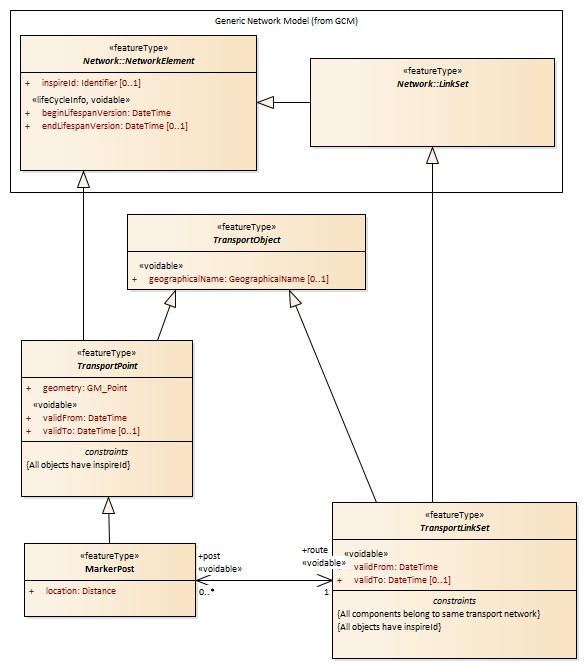 Generic Network Model (from GCM)
«featureType»
Network::NetworkElement
+ inspireId: Identifier [0..1]
«lifeCycleInfo, voidable»
+ beginLifespanVersion: DateTime
+ endLifespanVersion: DateTime [0..1]
«featureType»
Network::LinkSet
«featureType»
TransportObject
«voidable»
+ geographicalName: GeographicalName [0..1]
«featureType»
TransportPoint
+ geometry: GM_Point
«voidable»
+ validFrom: DateTime
+ validTo: DateTime [0..1]
constraints
{All objects have inspireId}
«featureType»
MarkerPost
+ location: Distance
+post
«voidable»
0..*
+route
«voidable»
1
«featureType»
TransportLinkSet
«voidable»
validFrom: DateTime
+ validTo: DateTime [0..1]
constraints
{All components belong to same transport network}
{All objects have inspireId}